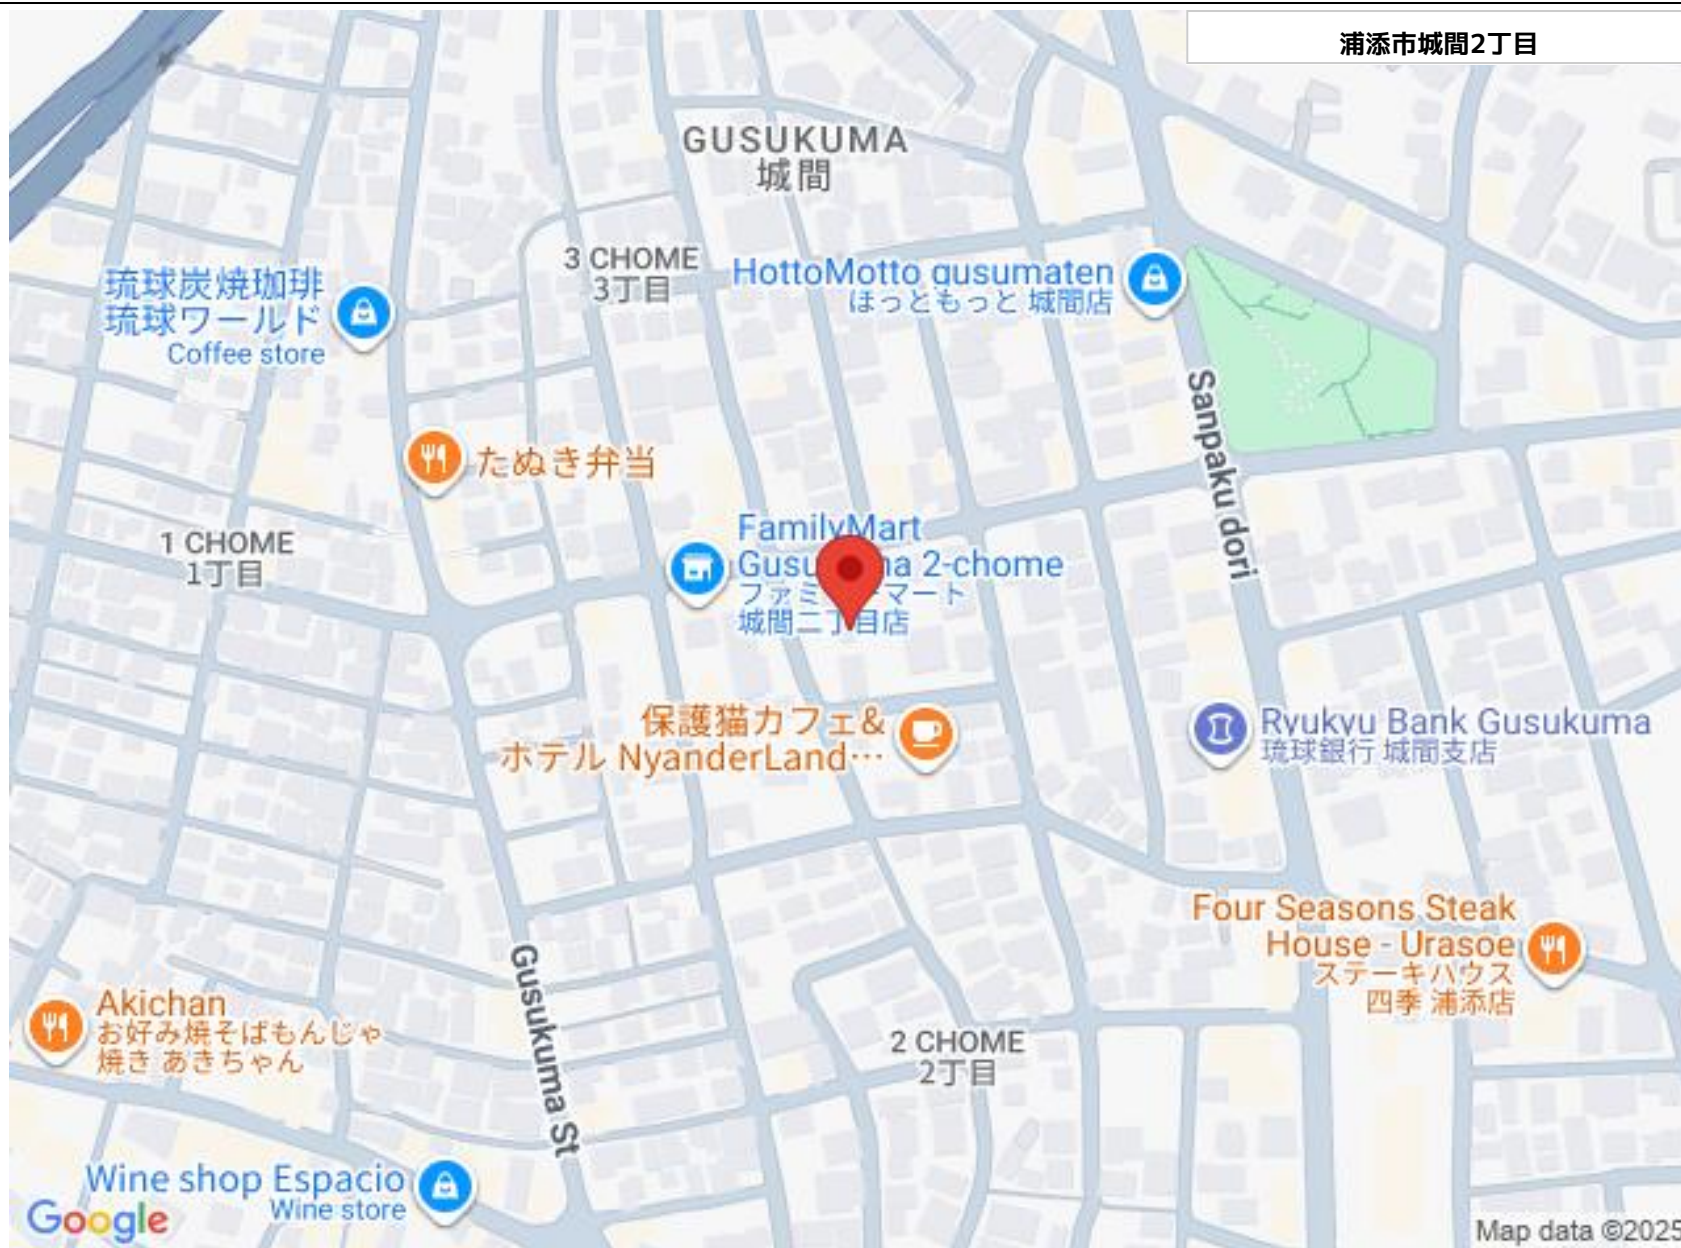 浦添市城間2丁目
GUSUKUMA
城間
3 CHOME
3丁目
HottoMotto gusumaten
ほっともっと 城間店
琉球炭焼珈琲
琉球ワールド
Coffee store
Sanpaku dori
たぬき弁当
1 CHOME
1丁目
FamilyMart
2-chome
城間二丁目店
保護猫カフェ&
ホテル NyanderLand…
Ryukyu Bank Gusukuma
琉球銀行 城間支店
Four Seasons Steak
House - Urasoe
ステーキハウス
四季 浦添店
Gusukuma St
Akichan
お好み焼そばもんじゃ
焼き あきちゃん
2 CHOME
2丁目
Wine shop Espacio
Wine store
Google
Map data ©2025